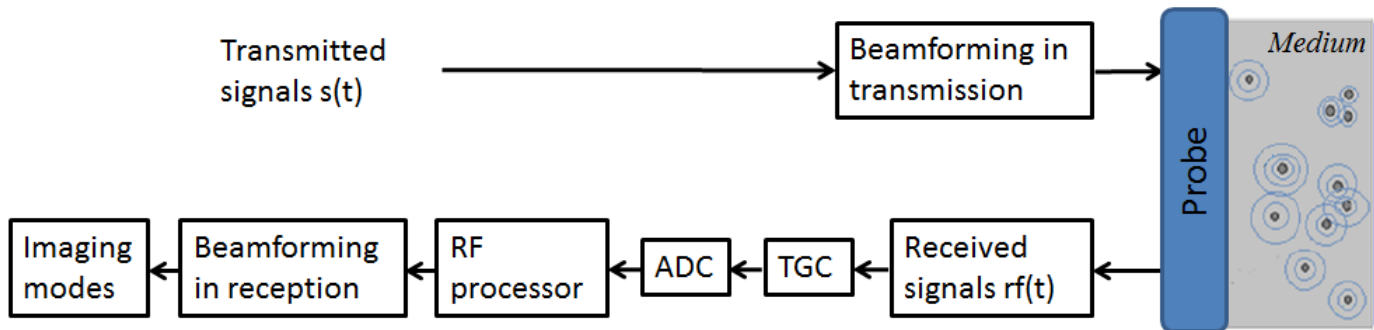 Transmitted
signals s(t)
Beamforming in
transmission
Medium
Probe
Imaging
modes
Beamforming
in reception
RF
processor
ADC
TGC
Received
signals rf(t)